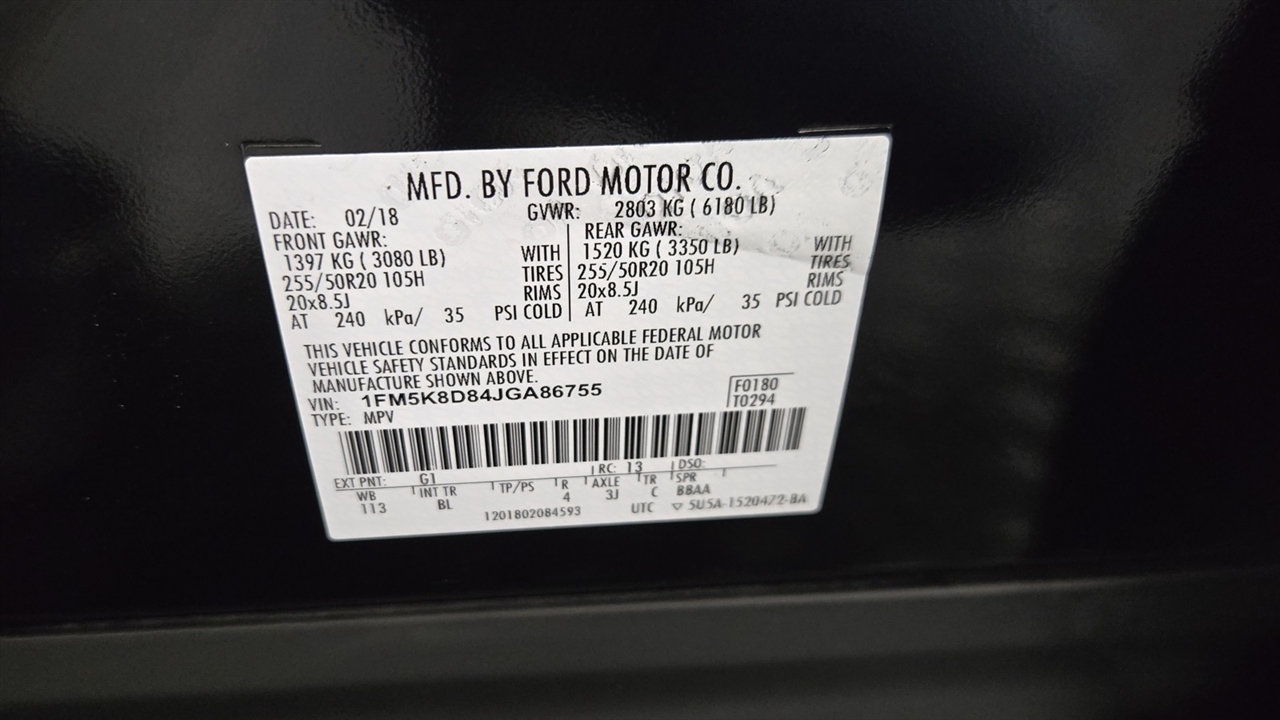 MFD. BY FORD MOTOR CO.
DATE: 02/18 GVWR: 2803 KG ( 6180 LB)
FRONT GAWR: REAR GAWR:
1397 KG ( 3080 LB) WITH 1520 KG ( 3350 LB) WITH
255/50R20 105H TIRES 255/50R20 105H TIRES
20x8.5J RIMS 20x8.5J RIMS
AT 240 kPa/ 35 PSI COLD AT 240 kPa/ 35 PSI COLD
THIS VEHICLE CONFORMS TO ALL APPLICABLE FEDERAL MOTOR
VEHICLE SAFETY STANDARDS IN EFFECT ON THE DATE OF
MANUFACTURE SHOWN ABOVE.
VIN: 1FM5K8D84JGA86755 F0180
TYPE: MPV T0294
EXT PNT: G1 RC: 13 DSO:
WB INT TR TP/PS R AXLE TR SPR
113 BL 4 3J C BBAA
1201802084593 UTC ▽ 5U5A-1520472-BA